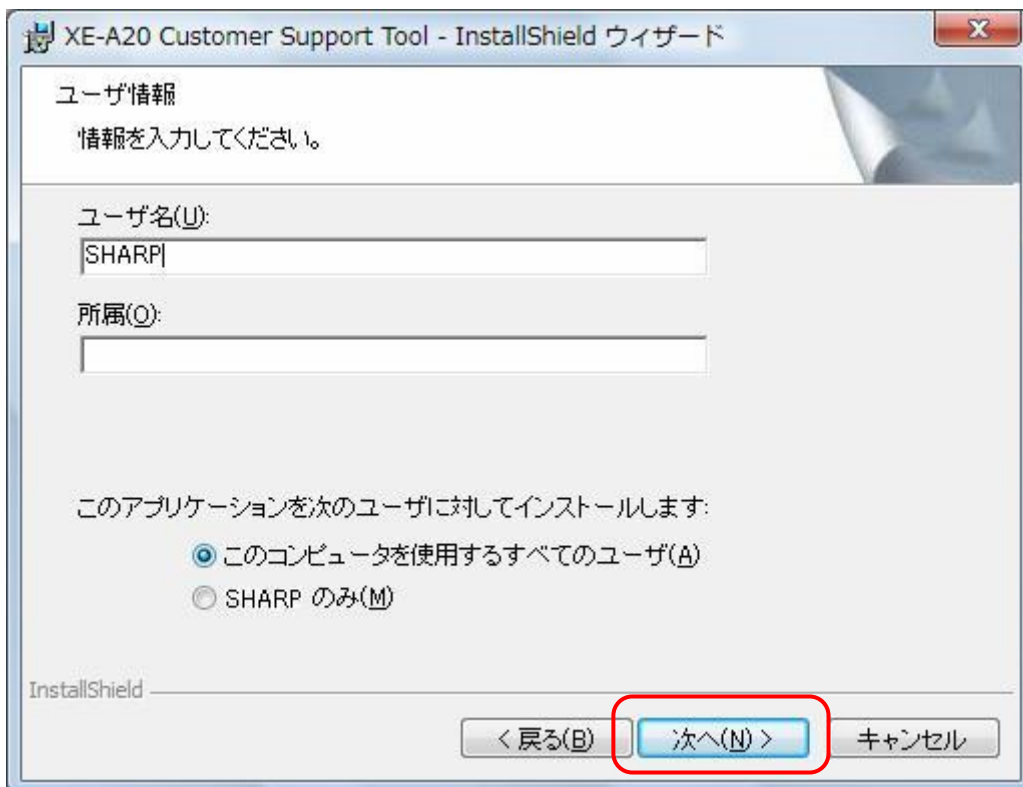 XE-A20 Customer Support Tool - InstallShield ウィザード
ユーザ情報
情報を入力してください。
ユーザ名(U):
SHARP
所属(O):
このアプリケーションを次のユーザに対してインストールします:
このコンピュータを使用するすべてのユーザ(A)
SHARP のみ(M)
InstallShield
< 戻る(B) 次へ(N) > キャンセル